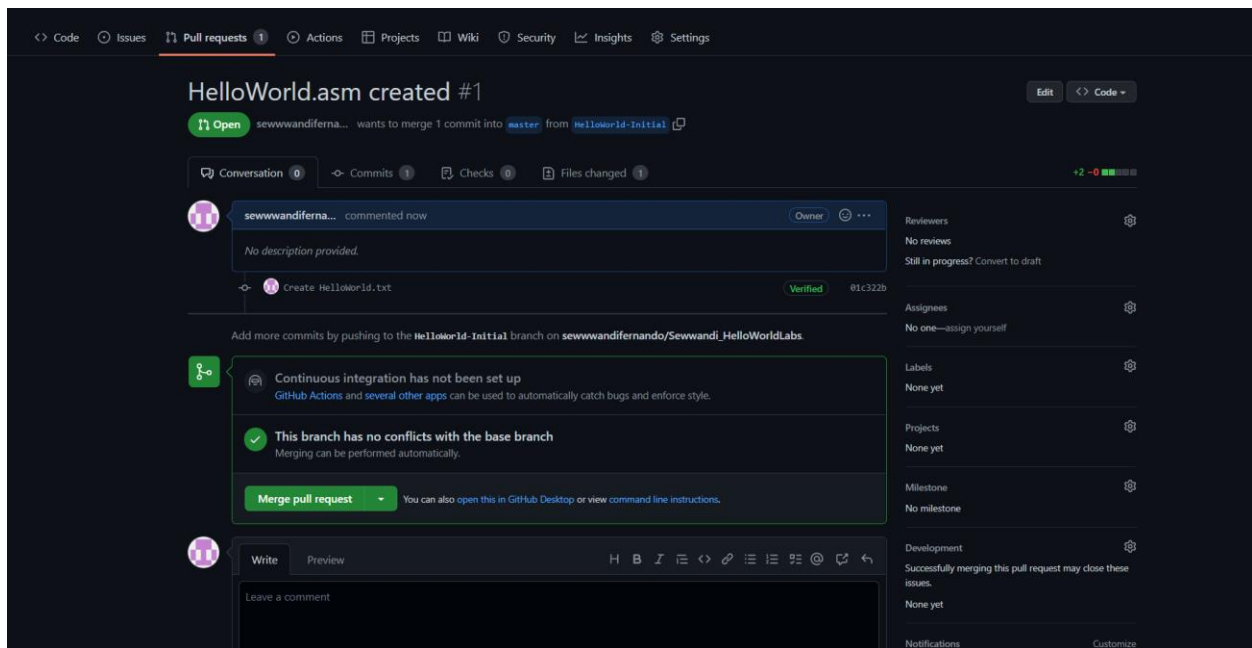 Code Issues Pull requests 1 Actions Projects Wiki Security Insights Settings
HelloWorld.asm created #1
Edit <> Code
Open sewwwandiferna... wants to merge 1 commit into master from HelloWorld-Initial
Conversation 0 Commits 1 Checks 0 Files changed 1
+2 −0
sewwwandiferna... commented now Owner
No description provided.
Create HelloWorld.txt Verified 01c322b
Add more commits by pushing to the HelloWorld-Initial branch on sewwwandifernando/Sewwandi_HelloWorldLabs.
Continuous integration has not been set up
GitHub Actions and several other apps can be used to automatically catch bugs and enforce style.
This branch has no conflicts with the base branch
Merging can be performed automatically.
Merge pull request You can also open this in GitHub Desktop or view command line instructions.
Write Preview H B I @
Leave a comment
Reviewers
No reviews
Still in progress? Convert to draft
Assignees
No one—assign yourself
Labels
None yet
Projects
None yet
Milestone
No milestone
Development
Successfully merging this pull request may close these
issues.
None yet
Notifications Customize